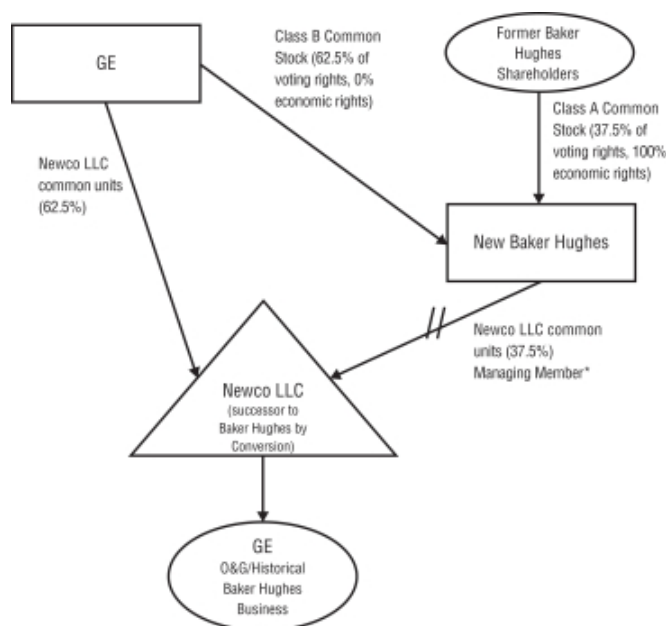 GE
Class B Common
Stock (62.5% of
voting rights, 0%
economic rights)
Former Baker
Hughes
Shareholders
Class A Common
Stock (37.5% of
voting rights, 100%
economic rights)
Newco LLC
common units
(62.5%)
New Baker Hughes
Newco LLC common
units (37.5%)
Managing Member*
Newco LLC
(successor to
Baker Hughes by
Conversion)
GE
O&G/Historical
Baker Hughes
Business